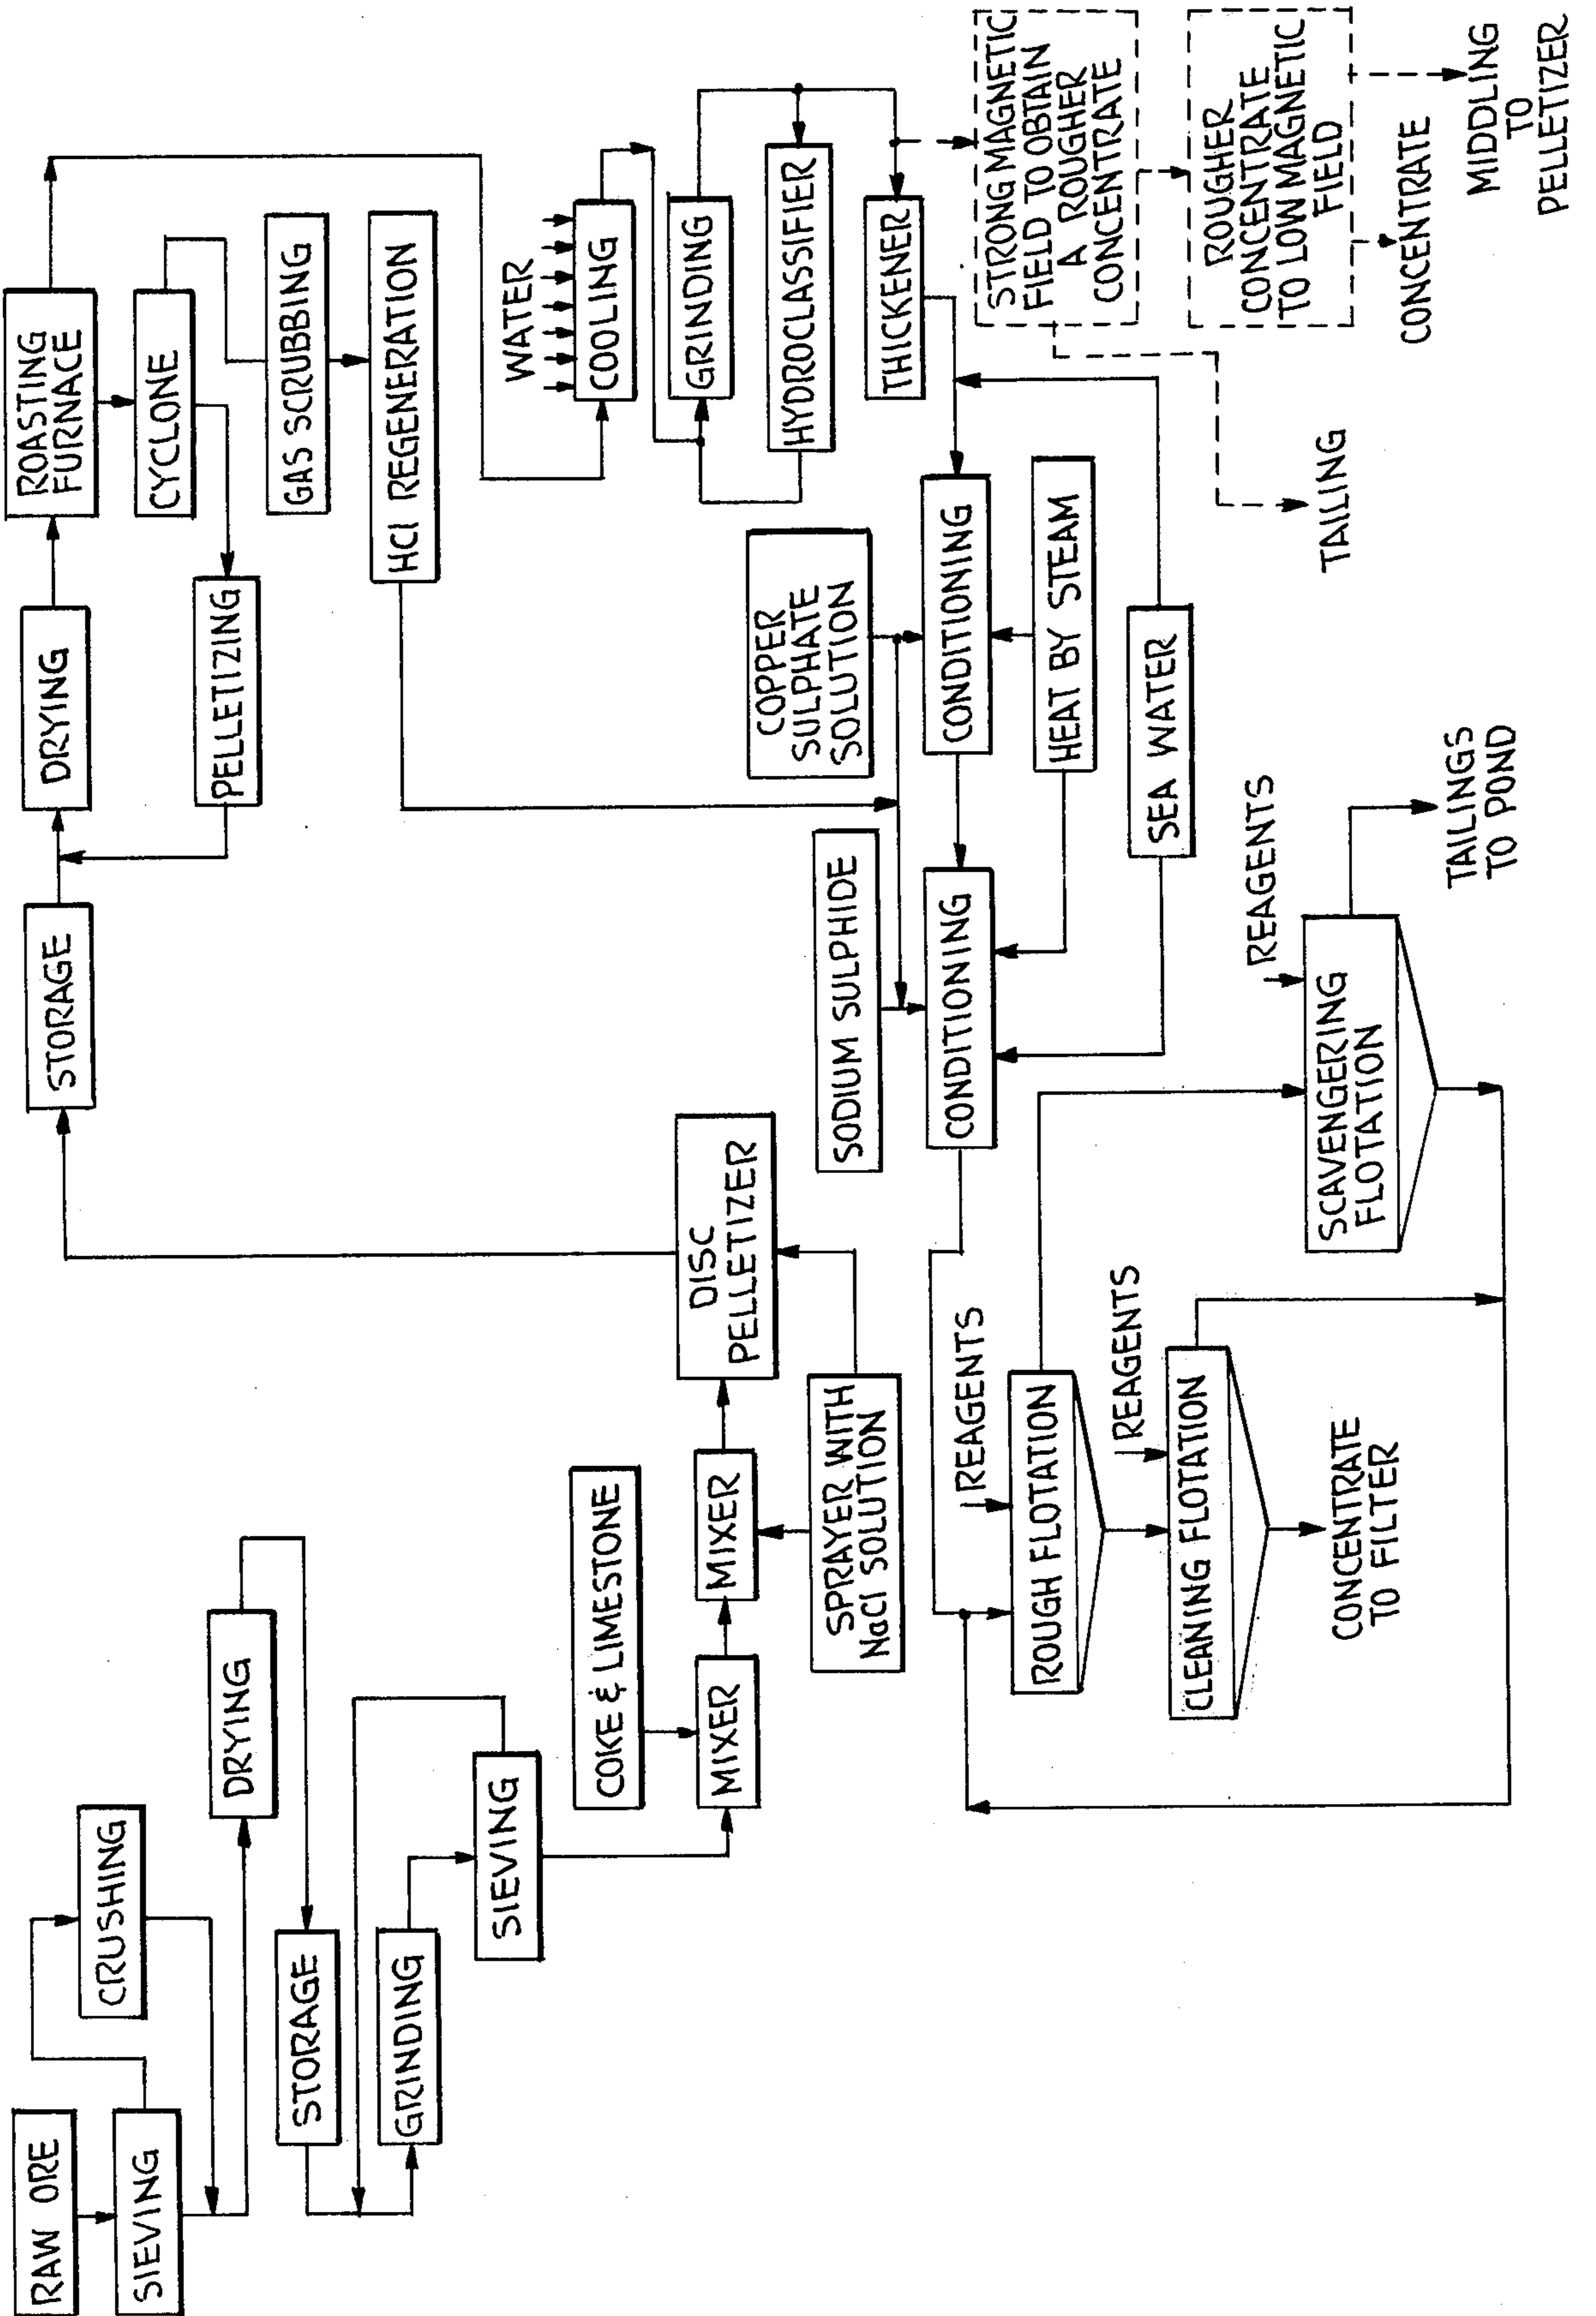 RAW ORE
SIEVING
CRUSHING
DRYING
STORAGE
GRINDING
SIEVING
COKE & LIMESTONE
MIXER
MIXER
SPRAYER WITH
NaCl SOLUTION
DISC
PELLETIZER
STORAGE
DRYING
PELLETIZING
ROASTING
FURNACE
CYCLONE
GAS SCRUBBING
HCl REGENERATION
WATER
COOLING
GRINDING
HYDROCLASSIFIER
THICKENER
STRONG MAGNETIC
FIELD TO OBTAIN
A ROUGHER
CONCENTRATE
ROUGHER
CONCENTRATE
TO LOW MAGNETIC
FIELD
CONCENTRATE
MIDDLING
TO
PELLETIZER
TAILING
COPPER
SULPHATE
SOLUTION
CONDITIONING
HEAT BY STEAM
SEA WATER
SODIUM SULPHIDE
CONDITIONING
REAGENTS
ROUGH FLOTATION
REAGENTS
CLEANING FLOTATION
CONCENTRATE
TO FILTER
REAGENTS
SCAVENGERING
FLOTATION
TAILINGS
TO POND